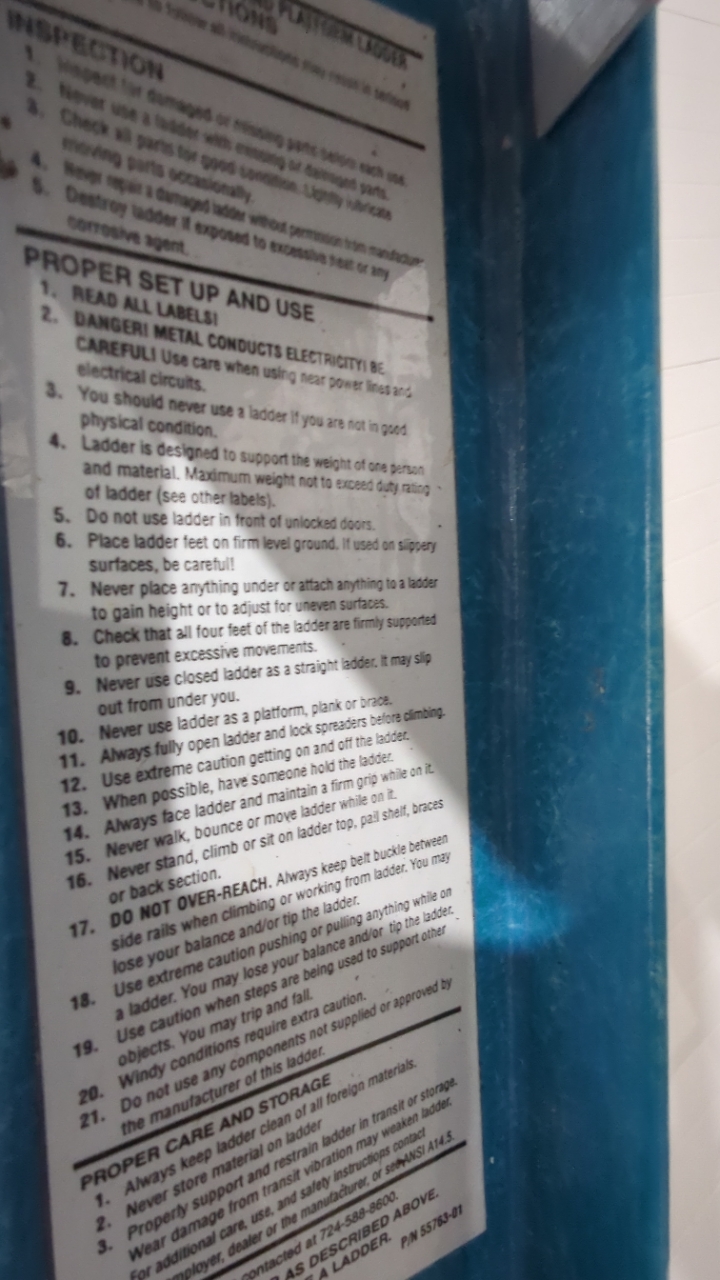 PLATFORM LADDER
to follow all instructions may result in serious
INSPECTION
1. Inspect for damaged or missing parts before each use.
2. Never use a ladder with missing or damaged parts.
3. Check all parts for good condition. Lightly lubricate
moving parts occasionally.
4. Never repair a damaged ladder without permission from manufacturer.
5. Destroy ladder if exposed to excessive heat or any
corrosive agent.
PROPER SET UP AND USE
1. READ ALL LABELS!
2. DANGER! METAL CONDUCTS ELECTRICITY! BE
CAREFUL! Use care when using near power lines and
electrical circuits.
3. You should never use a ladder if you are not in good
physical condition.
4. Ladder is designed to support the weight of one person
and material. Maximum weight not to exceed duty rating
of ladder (see other labels).
5. Do not use ladder in front of unlocked doors.
6. Place ladder feet on firm level ground. If used on slippery
surfaces, be careful!
7. Never place anything under or attach anything to a ladder
to gain height or to adjust for uneven surfaces.
8. Check that all four feet of the ladder are firmly supported
to prevent excessive movements.
9. Never use closed ladder as a straight ladder. It may slip
out from under you.
10. Never use ladder as a platform, plank or brace.
11. Always fully open ladder and lock spreaders before climbing.
12. Use extreme caution getting on and off the ladder.
13. When possible, have someone hold the ladder.
14. Always face ladder and maintain a firm grip while on it.
15. Never walk, bounce or move ladder while on it.
16. Never stand, climb or sit on ladder top, pail shelf, braces
or back section.
17. DO NOT OVER-REACH. Always keep belt buckle between
side rails when climbing or working from ladder. You may
lose your balance and/or tip the ladder.
18. Use extreme caution pushing or pulling anything while on
a ladder. You may lose your balance and/or tip the ladder.
19. Use caution when steps are being used to support other
objects. You may trip and fall.
20. Windy conditions require extra caution.
21. Do not use any components not supplied or approved by
the manufacturer of this ladder.
PROPER CARE AND STORAGE
1. Always keep ladder clean of all foreign materials.
2. Never store material on ladder
3. Properly support and restrain ladder in transit or storage.
Wear damage from transit vibration may weaken ladder.
For additional care, use, and safety instructions contact
employer, dealer or the manufacturer, or see ANSI A14.5.
contacted at 724-588-8600.
AS DESCRIBED ABOVE.
A LADDER. P/N 55763-01